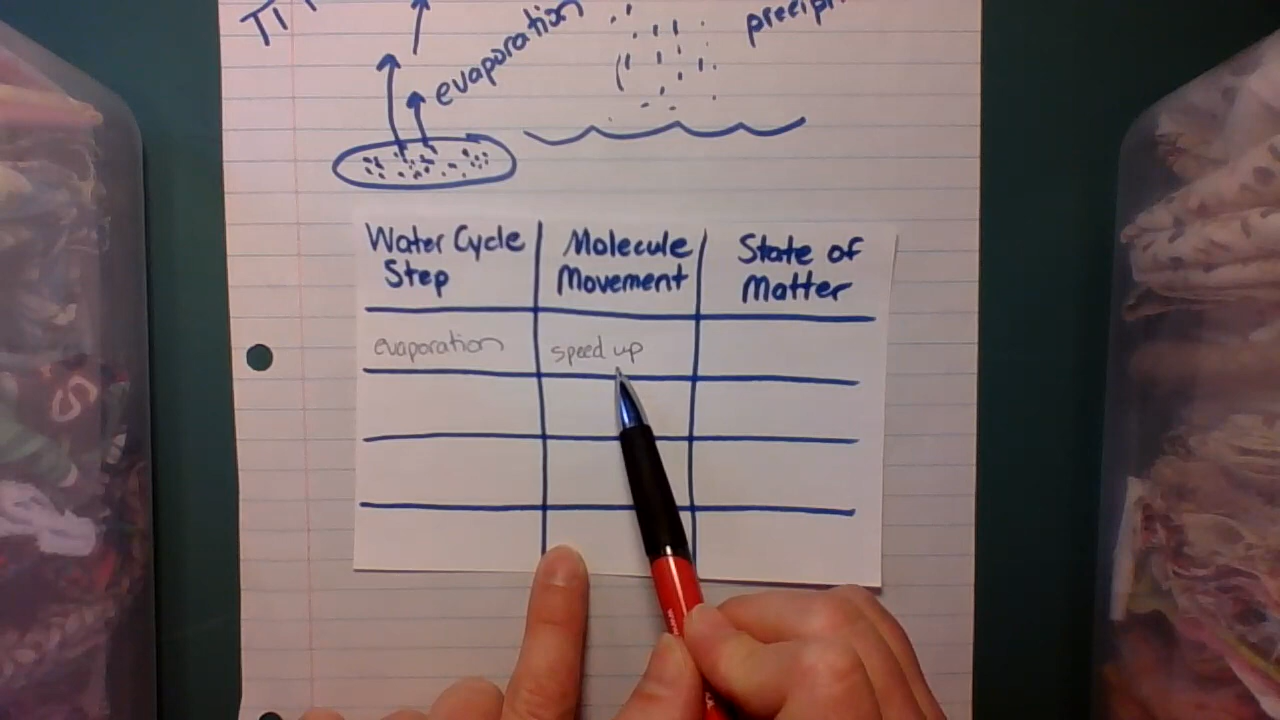 evaporation
Water Cycle Step
Molecule Movement
State of Matter
evaporation
speed up